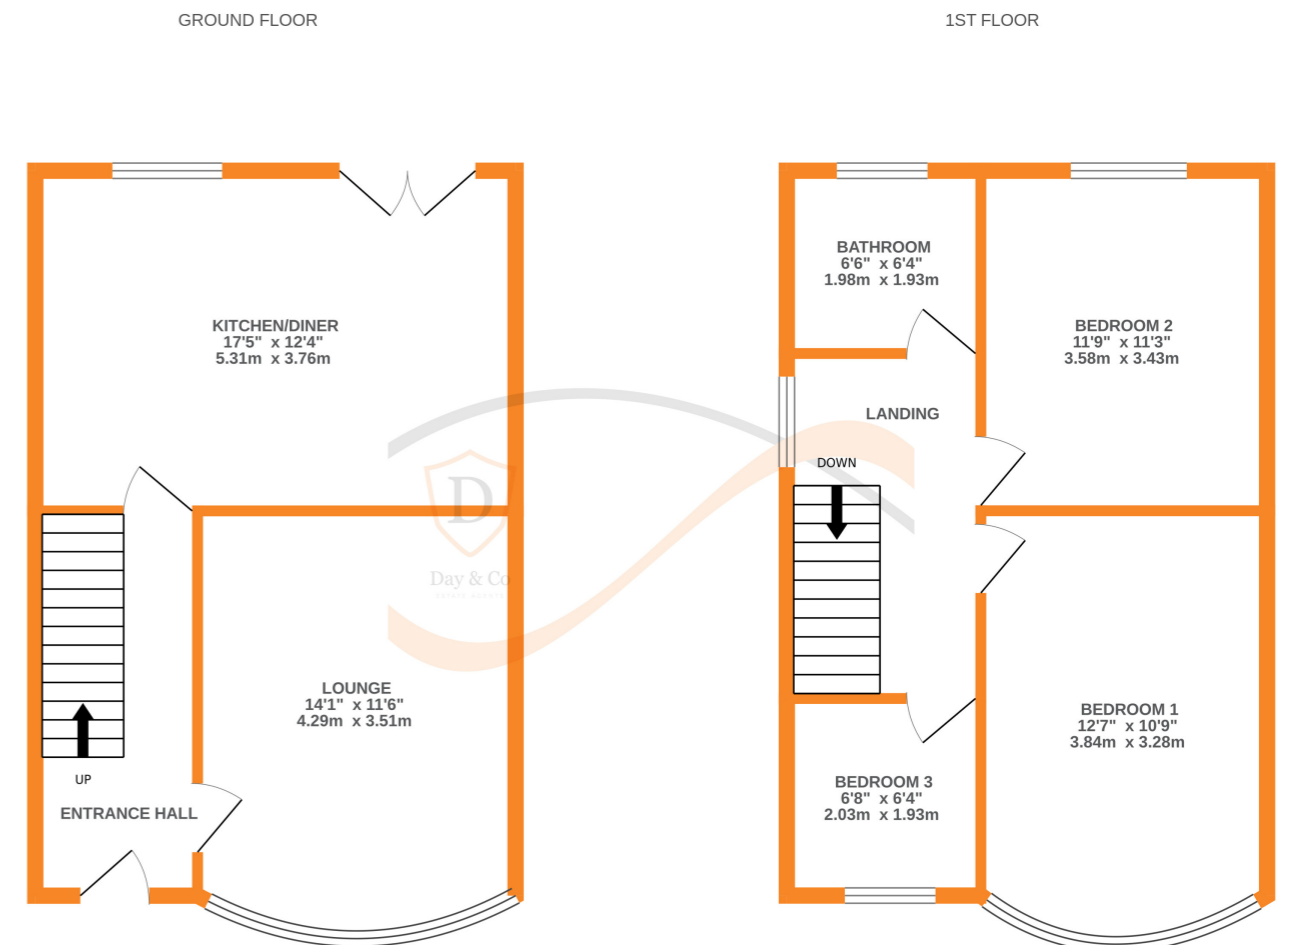 GROUND FLOOR
1ST FLOOR
KITCHEN/DINER
17'5" x 12'4"
5.31m x 3.76m
BATHROOM
6'6" x 6'4"
1.98m x 1.93m
BEDROOM 2
11'9" x 11'3"
3.58m x 3.43m
LANDING
DOWN
D
Day & Co
LOUNGE
14'1" x 11'6"
4.29m x 3.51m
BEDROOM 1
12'7" x 10'9"
3.84m x 3.28m
UP
ENTRANCE HALL
BEDROOM 3
6'8" x 6'4"
2.03m x 1.93m